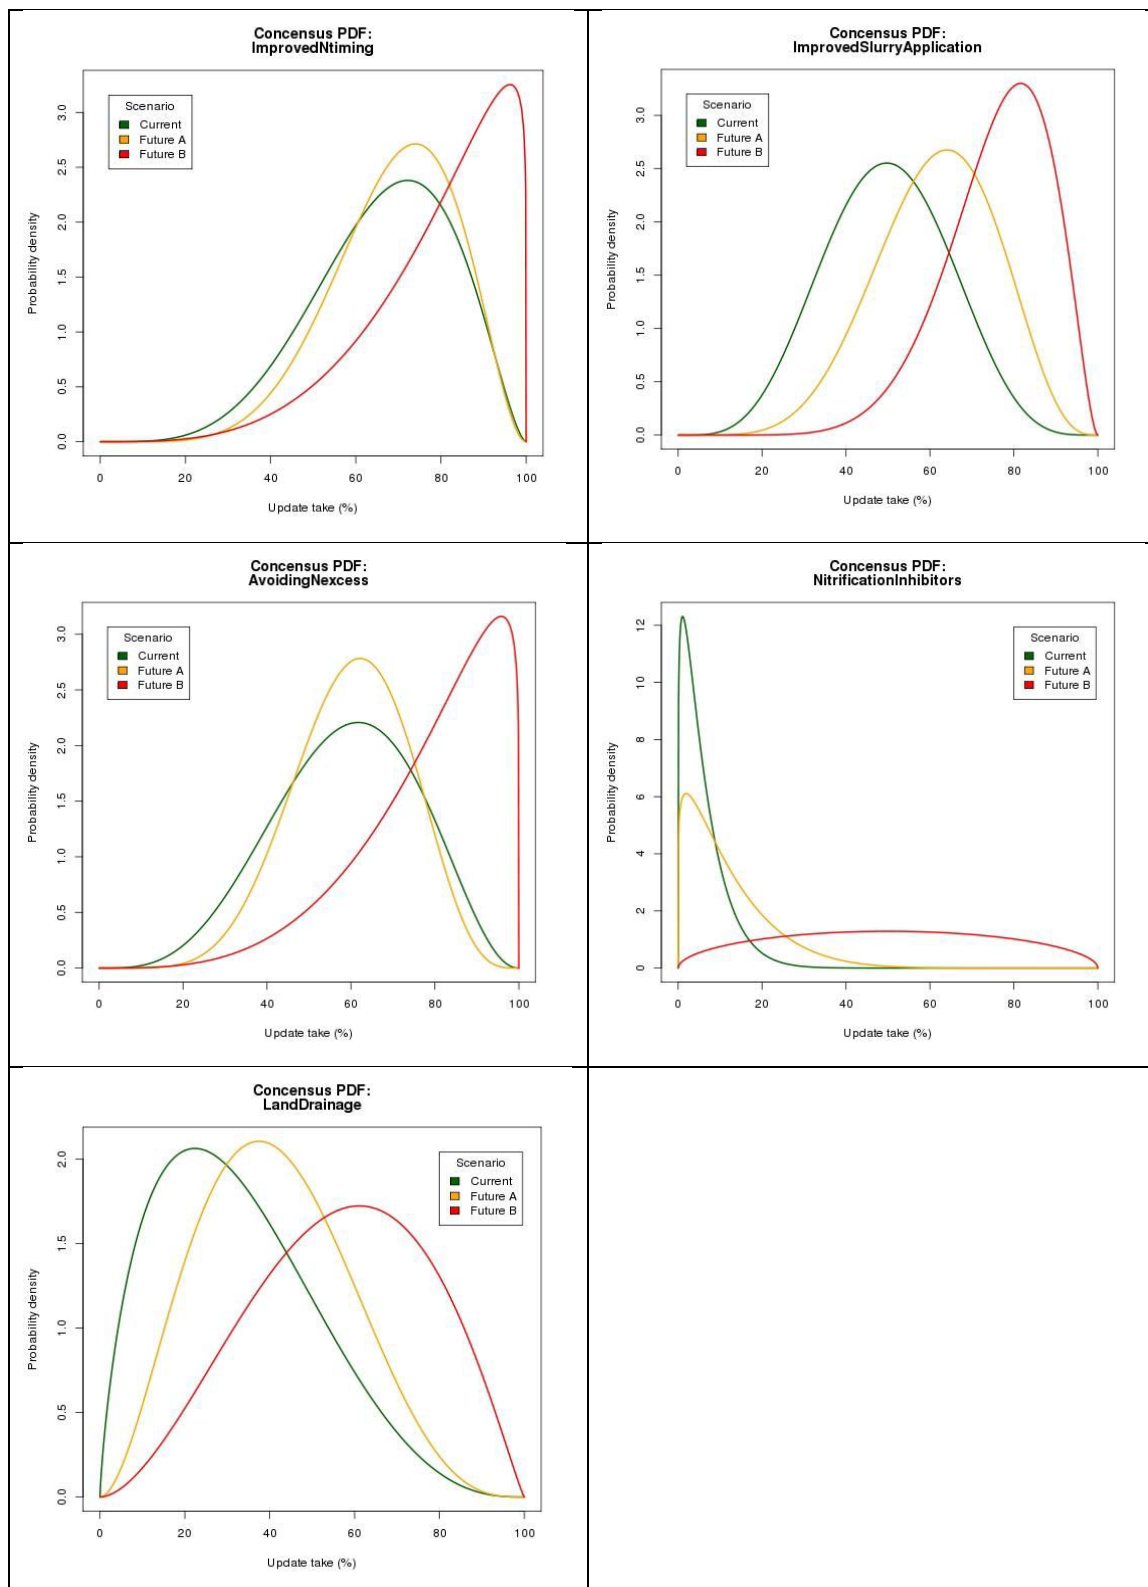 Concensus PDF:
ImprovedNtiming
Scenario
Current
Future A
Future B
Probability density
0.0 0.5 1.0 1.5 2.0 2.5 3.0
0 20 40 60 80 100
Update take (%)
Concensus PDF:
ImprovedSlurryApplication
Scenario
Current
Future A
Future B
Probability density
0.0 0.5 1.0 1.5 2.0 2.5 3.0
0 20 40 60 80 100
Update take (%)
Concensus PDF:
AvoidingNexcess
Scenario
Current
Future A
Future B
Probability density
0.0 0.5 1.0 1.5 2.0 2.5 3.0
0 20 40 60 80 100
Update take (%)
Concensus PDF:
NitrificationInhibitors
Scenario
Current
Future A
Future B
Probability density
0 2 4 6 8 10 12
0 20 40 60 80 100
Update take (%)
Concensus PDF:
LandDrainage
Scenario
Current
Future A
Future B
Probability density
0.0 0.5 1.0 1.5 2.0
0 20 40 60 80 100
Update take (%)